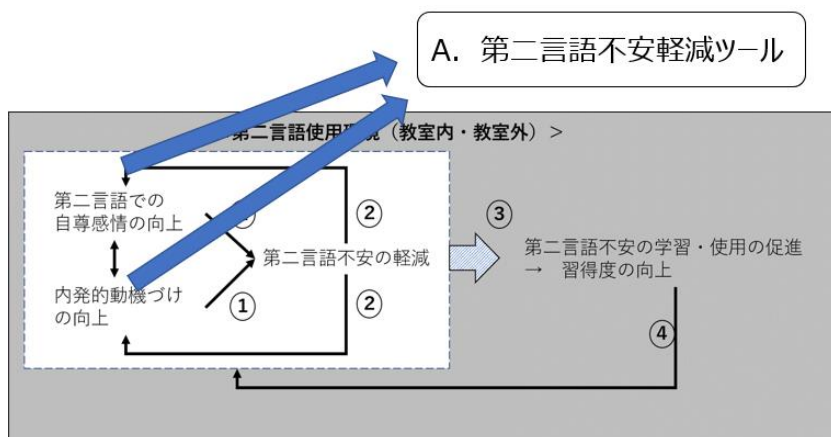 A. 第二言語不安軽減ツール
第二言語使用環境（教室内・教室外）＞
第二言語での
自尊感情の向上
②
③
第二言語不安の軽減
第二言語不安の学習・使用の促進
→ 習得度の向上
内発的動機づけ
の向上
①
②
④